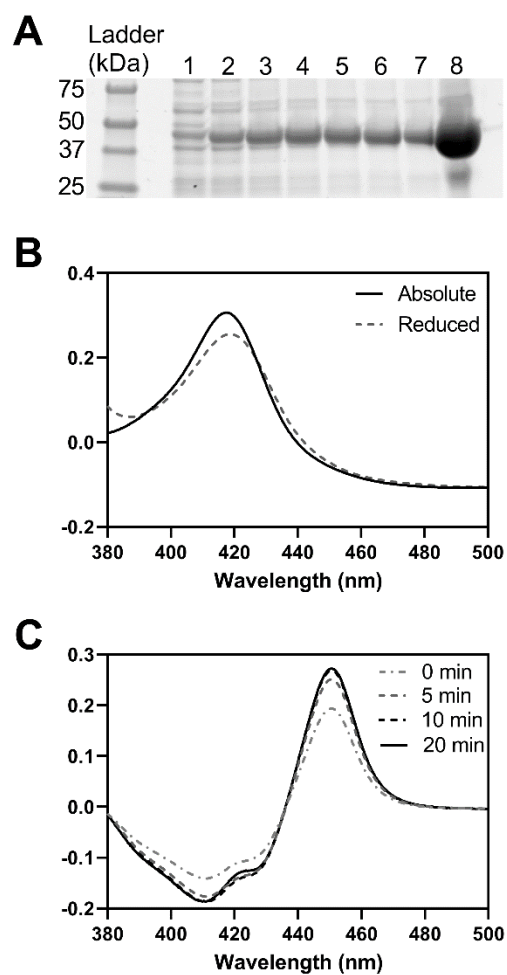 A
Ladder
(kDa) 1 2 3 4 5 6 7 8
75
50
37
25
B
0.4
0.2
0.0
-0.2
Absolute
Reduced
380 400 420 440 460 480 500
Wavelength (nm)
C
0.3
0.2
0.1
0.0
-0.1
-0.2
0 min
5 min
10 min
20 min
380 400 420 440 460 480 500
Wavelength (nm)